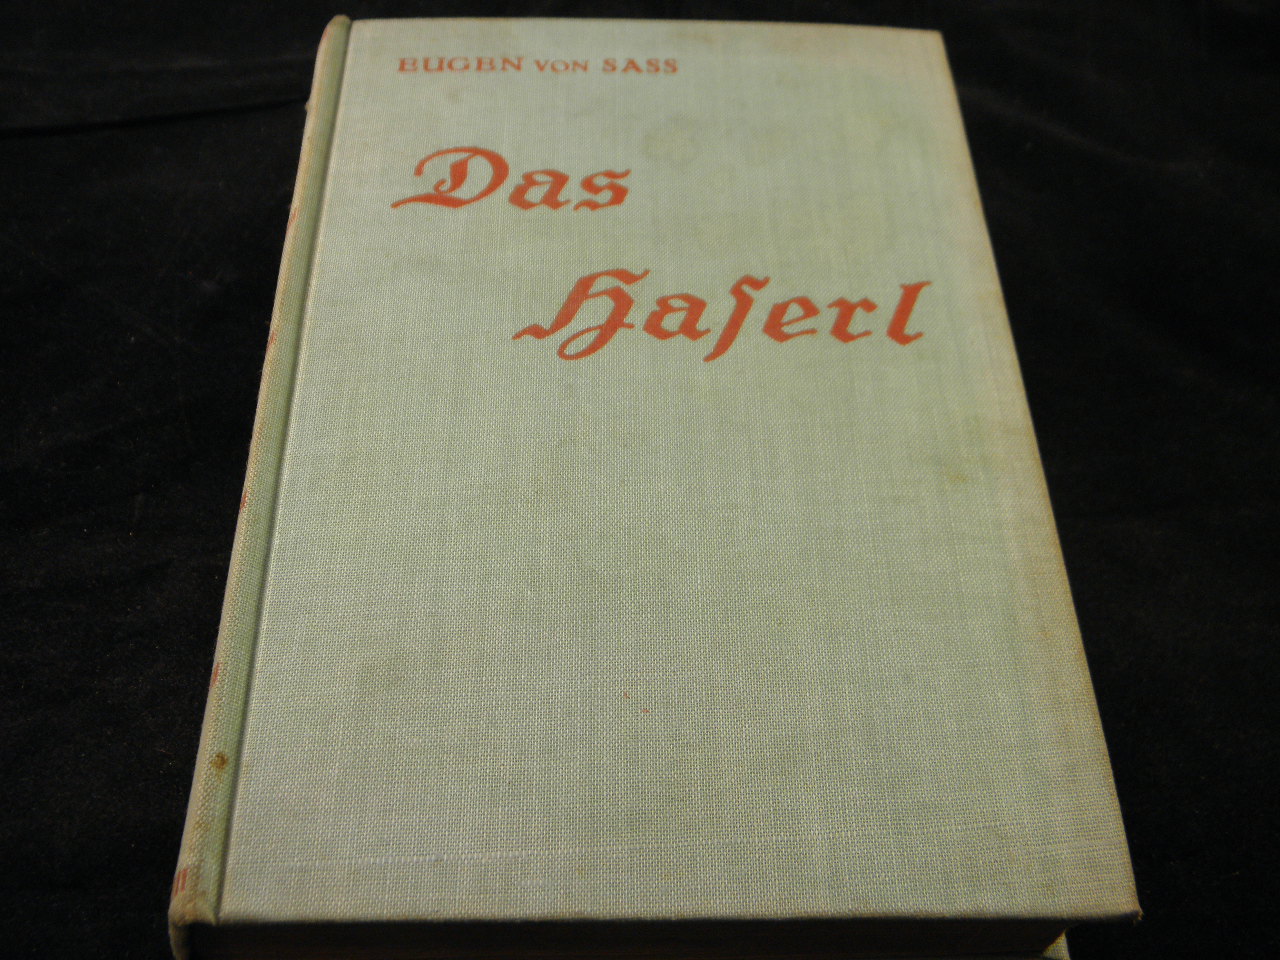 EUGEN VON SASS
Das
Haſerl